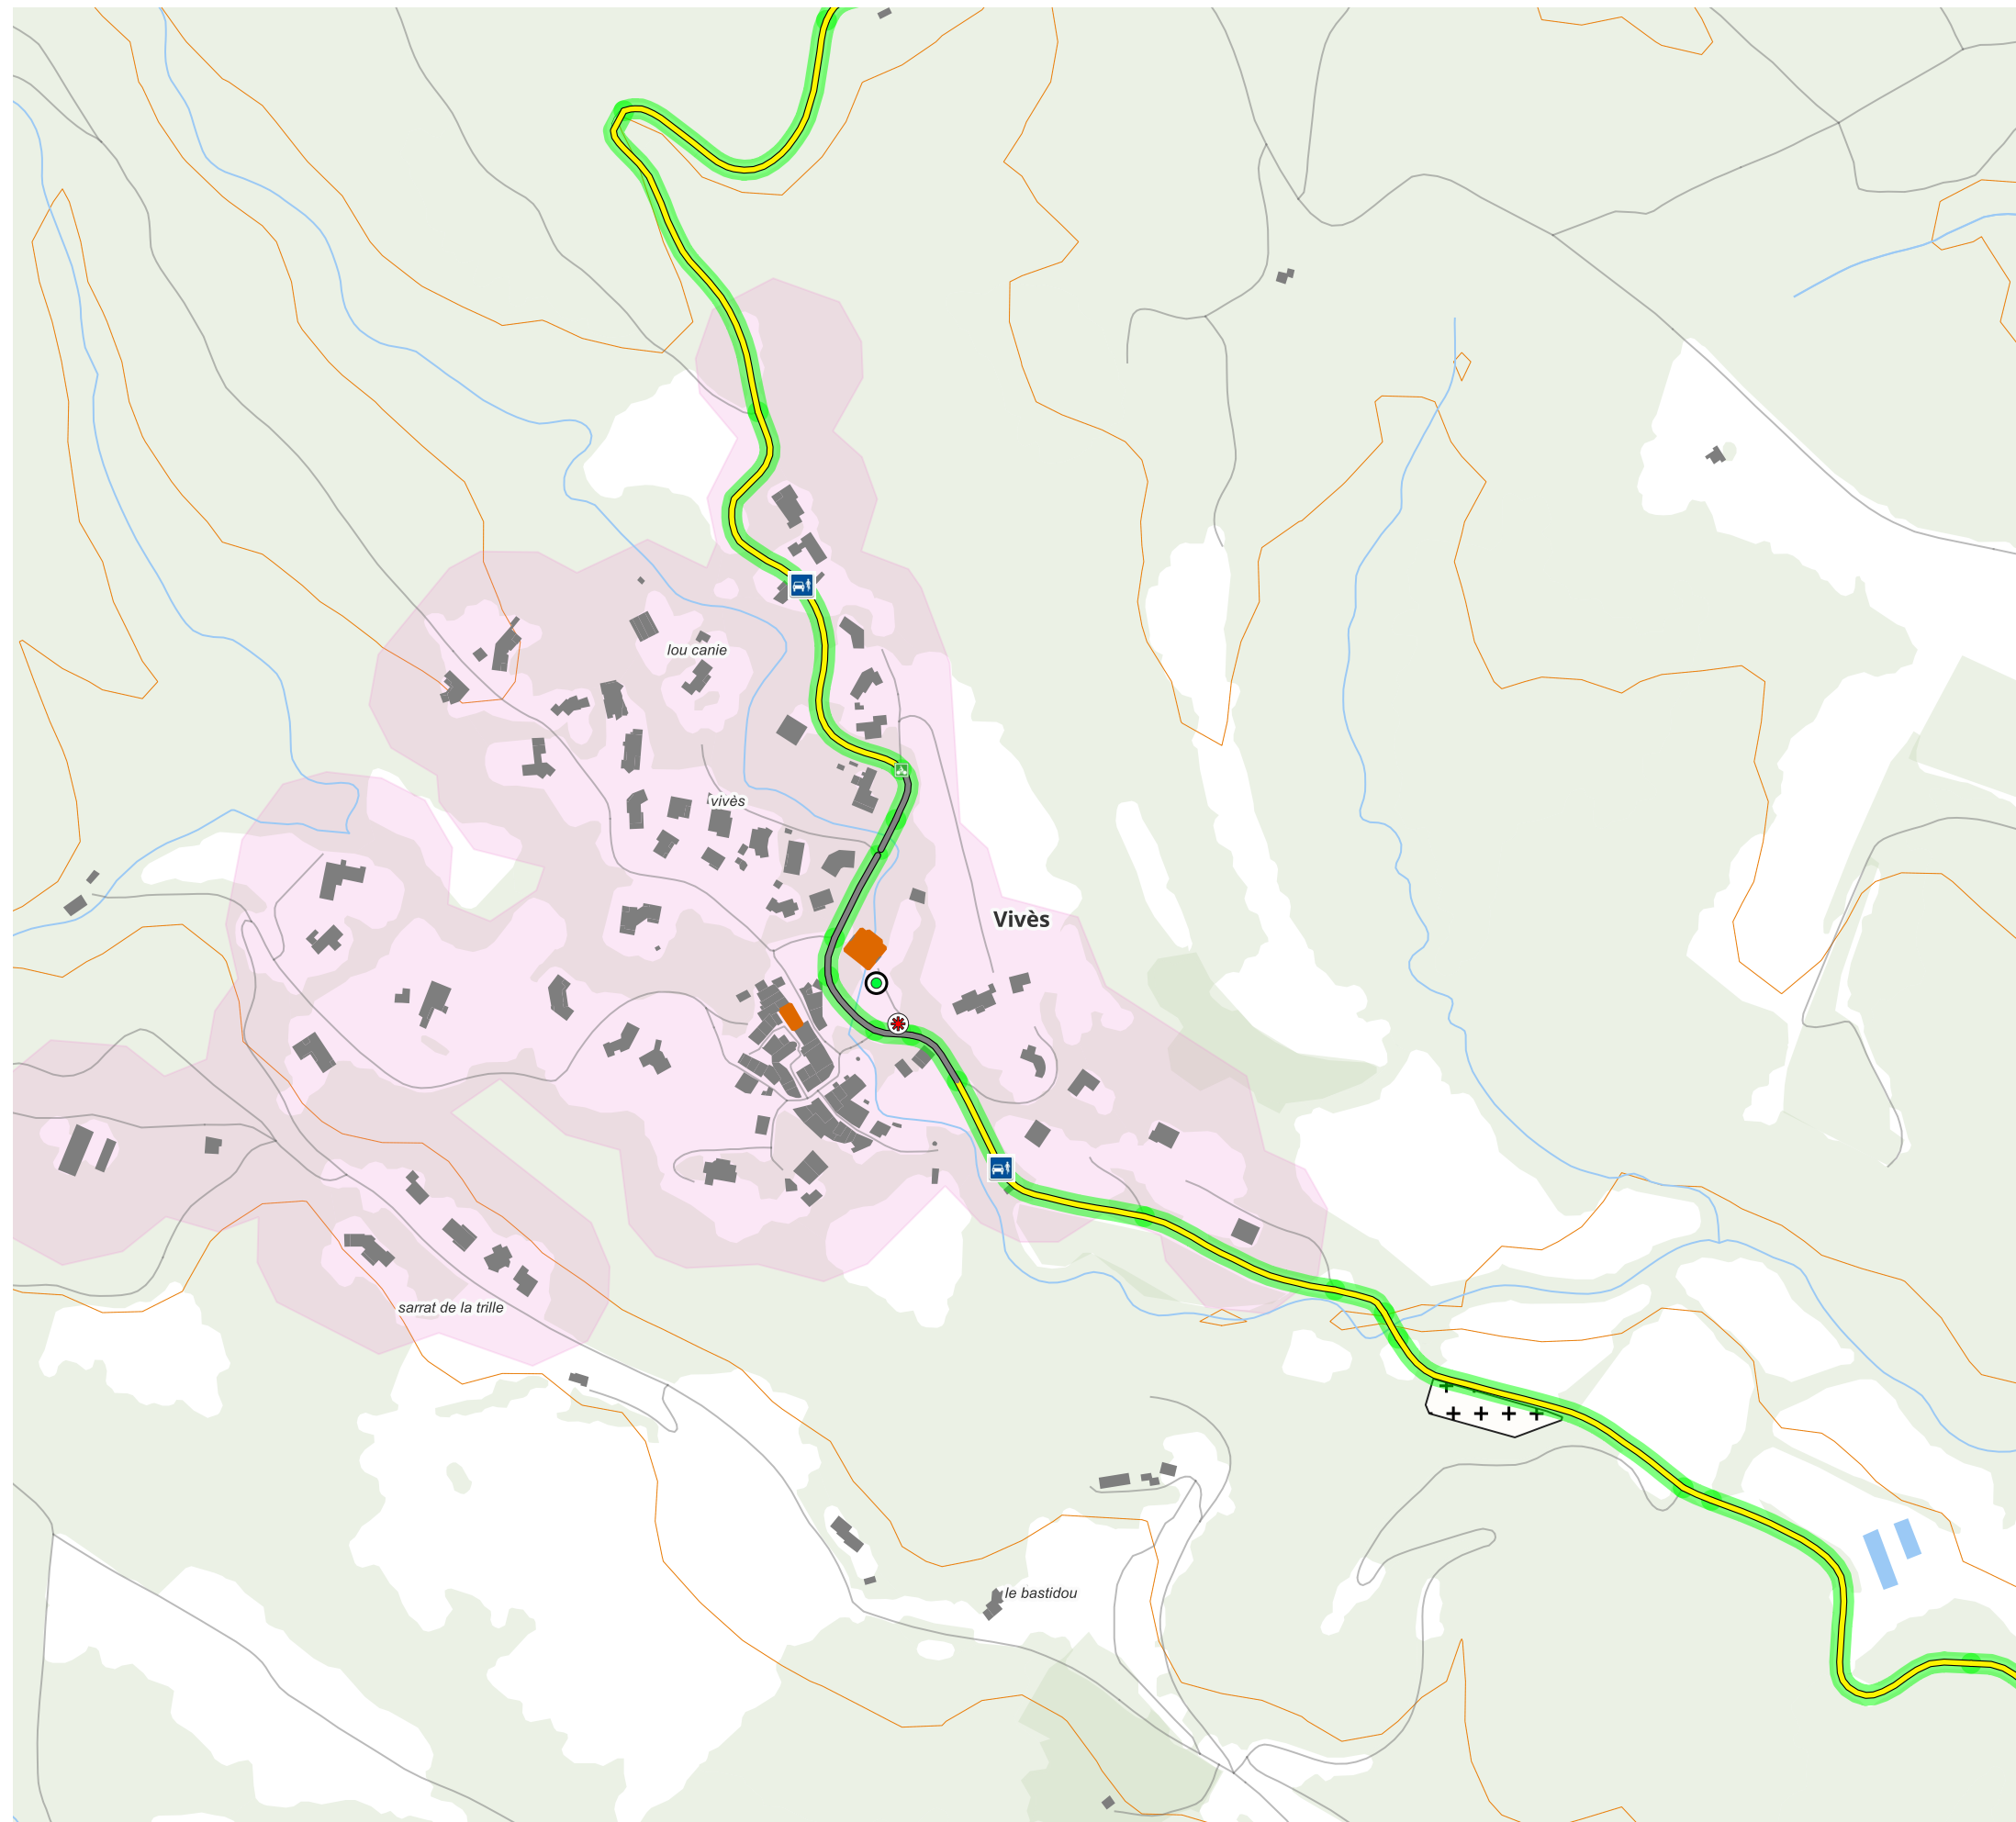 lou canie
vivès
Vivès
sarrat de la trille
le bastidou